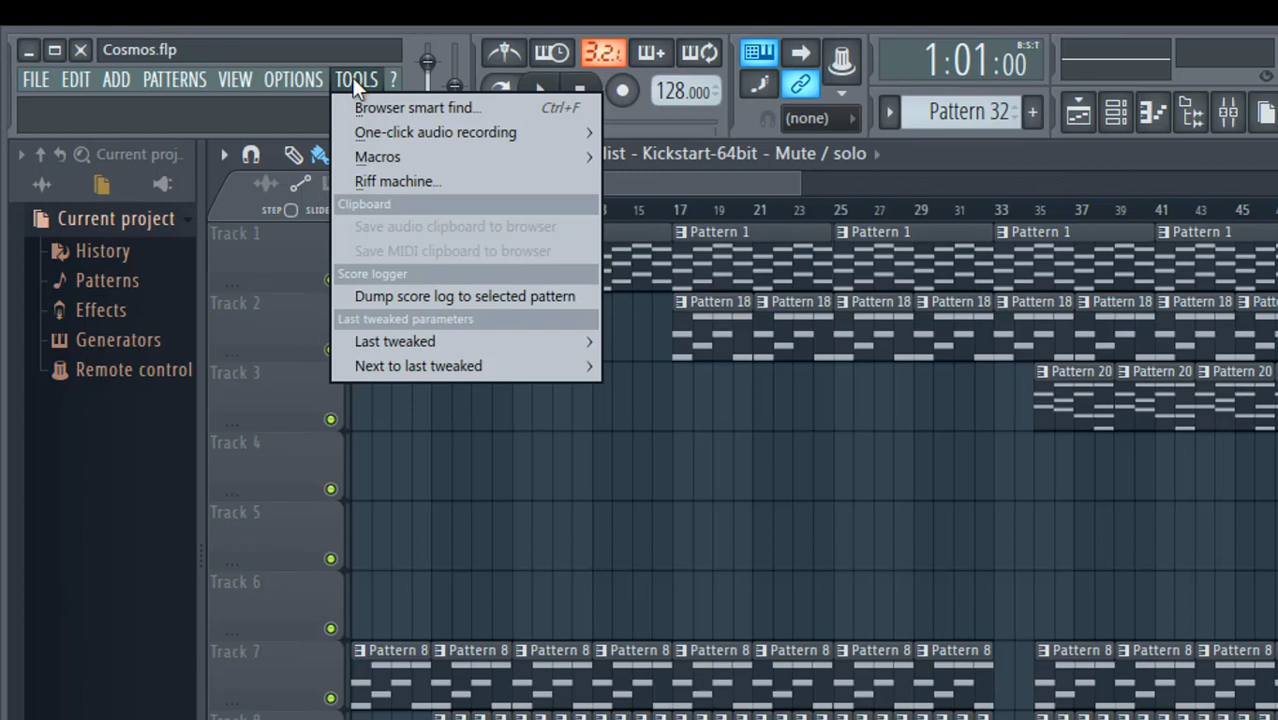 Cosmos.flp
FILE EDIT ADD PATTERNS VIEW OPTIONS TOOLS ?
3.2.
128.000
(none)
1:01:00
B:S:T
Pattern 32
Browser smart find... Ctrl+F
One-click audio recording
Macros
Riff machine...
Clipboard
Save audio clipboard to browser
Save MIDI clipboard to browser
Score logger
Dump score log to selected pattern
Last tweaked parameters
Last tweaked
Next to last tweaked
Current proj..
Current project
History
Patterns
Effects
Generators
Remote control
list - Kickstart-64bit - Mute / solo
STEP SLIDE
15 17 19 21 23 25 27 29 31 33 35 37 39 41 43 45
Track 1
Pattern 1 Pattern 1 Pattern 1 Pattern 1
Track 2
Pattern 18 Pattern 18 Pattern 18 Pattern 18 Pattern 18 Pattern 18 Pattern 18
Track 3
Pattern 20 Pattern 20 Pattern 20
Track 4
Track 5
Track 6
Track 7
Pattern 8 Pattern 8 Pattern 8 Pattern 8 Pattern 8 Pattern 8 Pattern 8 Pattern 8 Pattern 8 Pattern 8 Pattern 8